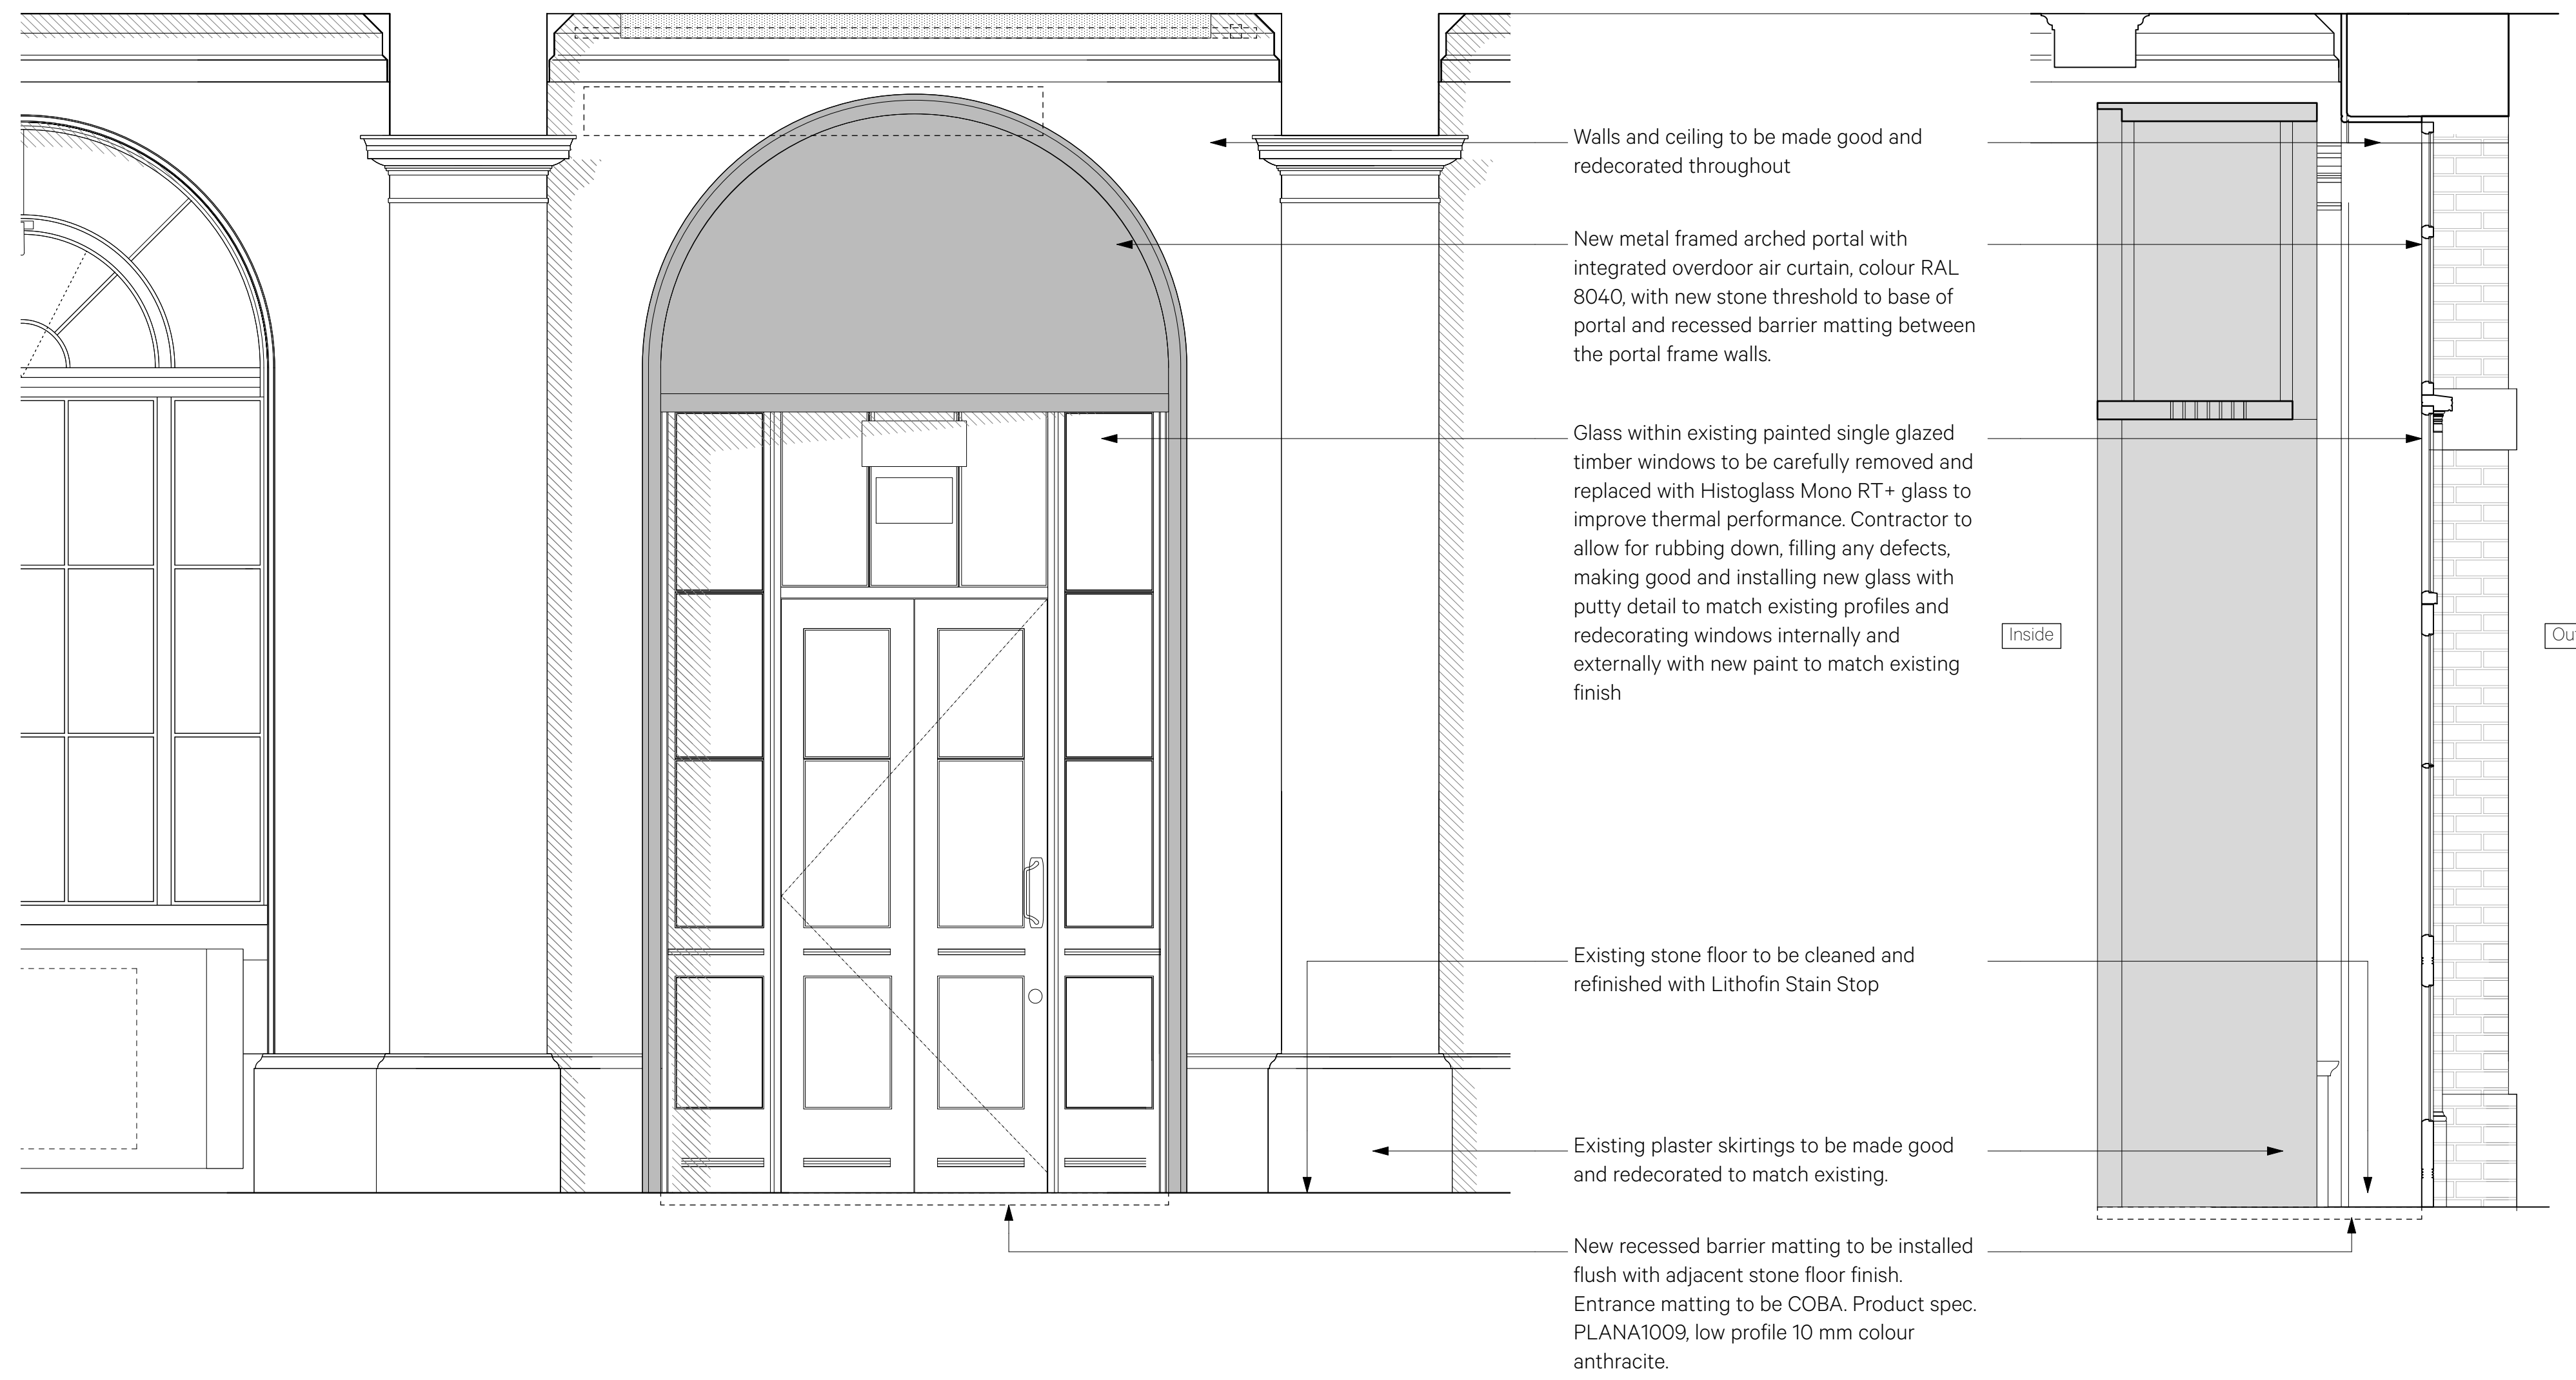 Walls and ceiling to be made good and
redecorated throughout
New metal framed arched portal with
integrated overdoor air curtain, colour RAL
8040, with new stone threshold to base of
portal and recessed barrier matting between
the portal frame walls.
Glass within existing painted single glazed
timber windows to be carefully removed and
replaced with Histoglass Mono RT+ glass to
improve thermal performance. Contractor to
allow for rubbing down, filling any defects,
making good and installing new glass with
putty detail to match existing profiles and
redecorating windows internally and
externally with new paint to match existing
finish
Inside
Existing stone floor to be cleaned and
refinished with Lithofin Stain Stop
Existing plaster skirtings to be made good
and redecorated to match existing.
New recessed barrier matting to be installed
flush with adjacent stone floor finish.
Entrance matting to be COBA. Product spec.
PLANA1009, low profile 10 mm colour
anthracite.